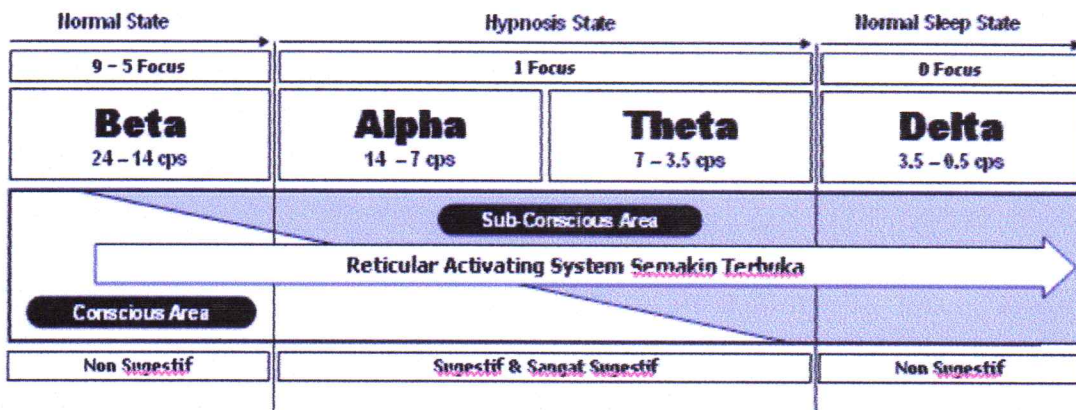 Normal State
Hypnosis State
Normal Sleep State
9 – 5 Focus
1 Focus
0 Focus
Beta
24 – 14 cps
Alpha
14 – 7 cps
Theta
7 – 3.5 cps
Delta
3.5 – 0.5 cps
Sub-Conscious Area
Reticular Activating System Semakin Terbuka
Conscious Area
Non Sugestif
Sugestif & Sangat Sugestif
Non Sugestif